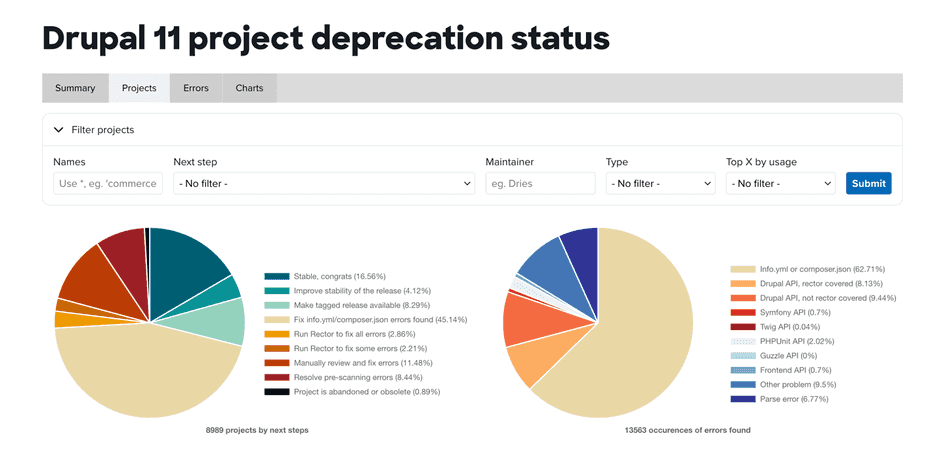 Drupal 11 project deprecation status
Summary Projects Errors Charts
Filter projects
Names Next step Maintainer Type Top X by usage
Use *, eg. 'commerce - No filter - eg. Dries - No filter - - No filter - Submit
Stable, congrats (16.56%)
Improve stability of the release (4.12%)
Make tagged release available (8.29%)
Fix info.yml/composer.json errors found (45.14%)
Run Rector to fix all errors (2.86%)
Run Rector to fix some errors (2.21%)
Manually review and fix errors (11.48%)
Resolve pre-scanning errors (8.44%)
Project is abandoned or obsolete (0.89%)
8989 projects by next steps
Info.yml or composer.json (62.71%)
Drupal API, rector covered (8.13%)
Drupal API, not rector covered (9.44%)
Symfony API (0.7%)
Twig API (0.04%)
PHPUnit API (2.02%)
Guzzle API (0%)
Frontend API (0.7%)
Other problem (9.5%)
Parse error (6.77%)
13563 occurences of errors found